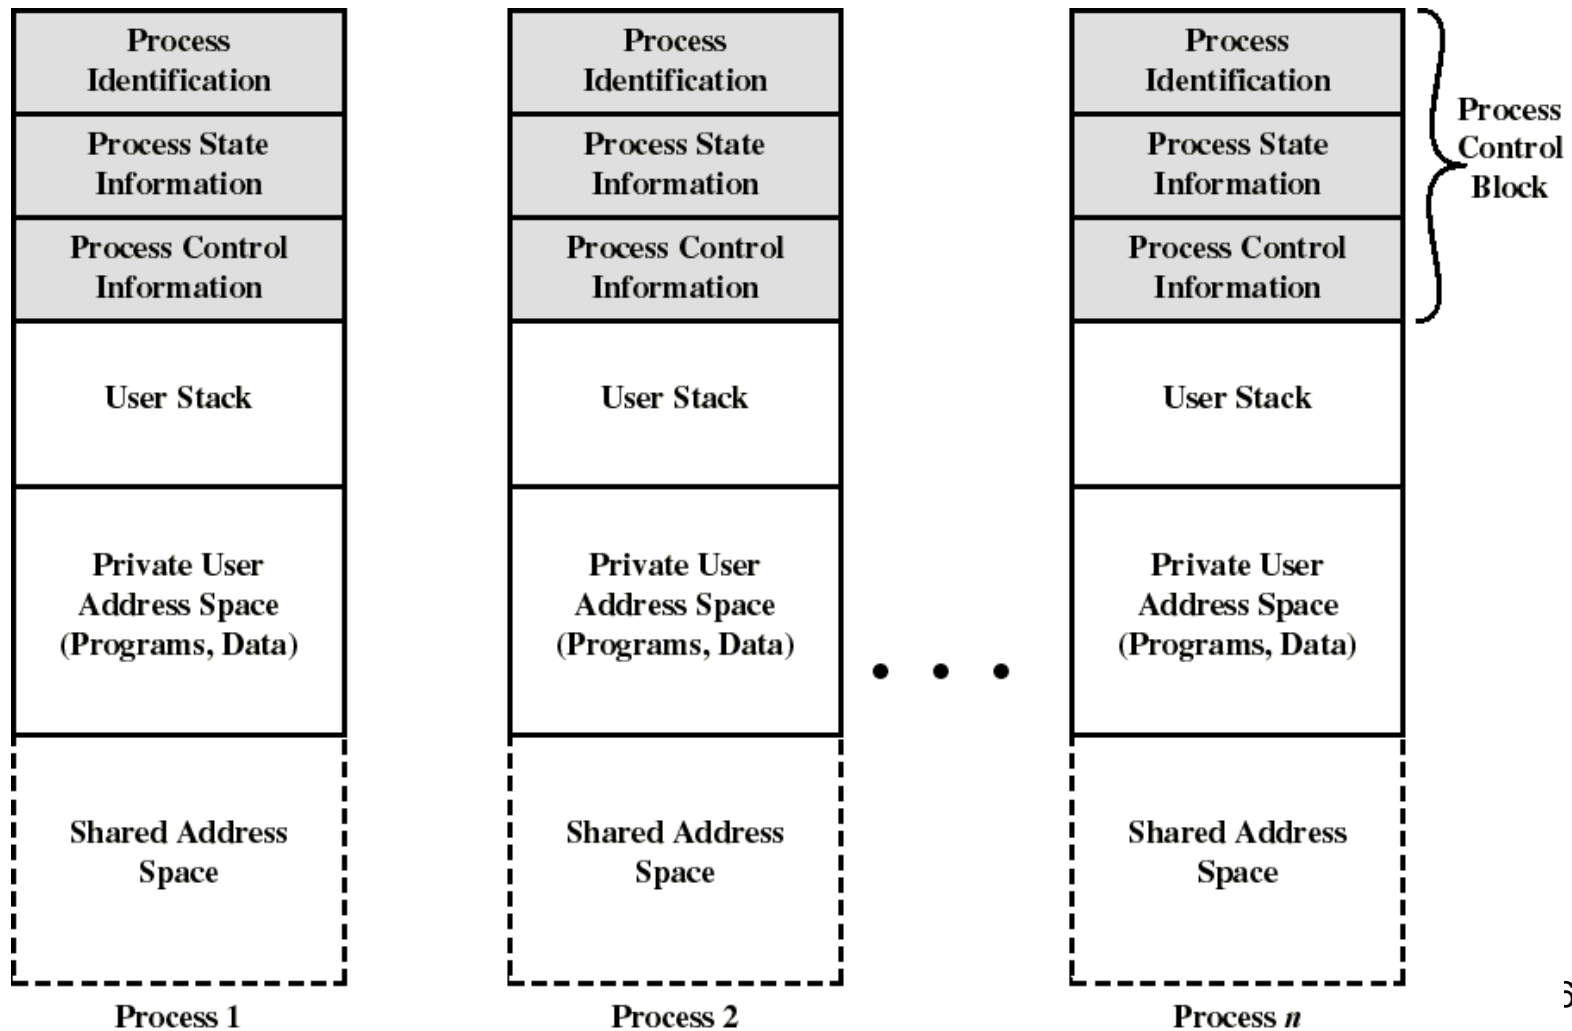 Process
Identification
Process State
Information
Process Control
Information
User Stack
Private User
Address Space
(Programs, Data)
Shared Address
Space
Process 1
Process
Identification
Process State
Information
Process Control
Information
User Stack
Private User
Address Space
(Programs, Data)
Shared Address
Space
Process 2
Process
Identification
Process State
Information
Process Control
Information
User Stack
Private User
Address Space
(Programs, Data)
Shared Address
Space
Process n
Process
Control
Block